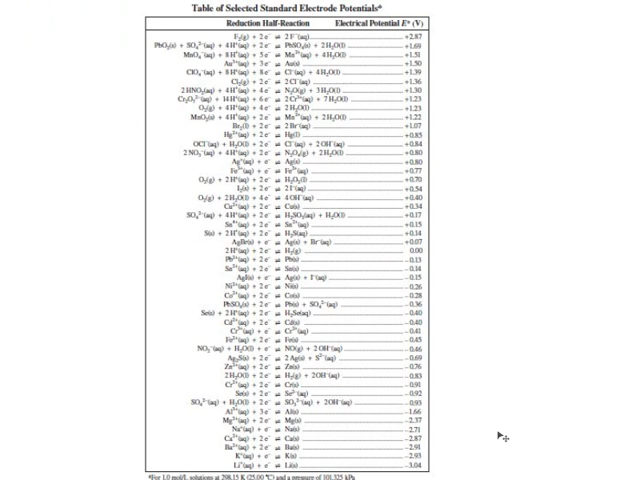 Table of Selected Standard Electrode Potentials*
Reduction Half-Reaction Electrical Potential E° (V)
F₂(g) + 2 e⁻ ⇌ 2 F⁻(aq) +2.87
PbO₂(s) + SO₄²⁻(aq) + 4 H⁺(aq) + 2 e⁻ ⇌ PbSO₄(s) + 2 H₂O(l) +1.69
MnO₄⁻(aq) + 8 H⁺(aq) + 5 e⁻ ⇌ Mn²⁺(aq) + 4 H₂O(l) +1.51
Au³⁺(aq) + 3 e⁻ ⇌ Au(s) +1.50
ClO₄⁻(aq) + 8 H⁺(aq) + 8 e⁻ ⇌ Cl⁻(aq) + 4 H₂O(l) +1.39
Cl₂(g) + 2 e⁻ ⇌ 2 Cl⁻(aq) +1.36
2 HNO₂(aq) + 4 H⁺(aq) + 4 e⁻ ⇌ N₂O(g) + 3 H₂O(l) +1.30
Cr₂O₇²⁻(aq) + 14 H⁺(aq) + 6 e⁻ ⇌ 2 Cr³⁺(aq) + 7 H₂O(l) +1.23
O₂(g) + 4 H⁺(aq) + 4 e⁻ ⇌ 2 H₂O(l) +1.23
MnO₂(s) + 4 H⁺(aq) + 2 e⁻ ⇌ Mn²⁺(aq) + 2 H₂O(l) +1.22
Br₂(l) + 2 e⁻ ⇌ 2 Br⁻(aq) +1.07
Hg²⁺(aq) + 2 e⁻ ⇌ Hg(l) +0.85
OCl⁻(aq) + H₂O(l) + 2 e⁻ ⇌ Cl⁻(aq) + 2 OH⁻(aq) +0.84
2 NO₃⁻(aq) + 4 H⁺(aq) + 2 e⁻ ⇌ N₂O₄(g) + 2 H₂O(l) +0.80
Ag⁺(aq) + e⁻ ⇌ Ag(s) +0.80
Fe³⁺(aq) + e⁻ ⇌ Fe²⁺(aq) +0.77
O₂(g) + 2 H⁺(aq) + 2 e⁻ ⇌ H₂O₂(l) +0.70
I₂(s) + 2 e⁻ ⇌ 2 I⁻(aq) +0.54
O₂(g) + 2 H₂O(l) + 4 e⁻ ⇌ 4 OH⁻(aq) +0.40
Cu²⁺(aq) + 2 e⁻ ⇌ Cu(s) +0.34
SO₄²⁻(aq) + 4 H⁺(aq) + 2 e⁻ ⇌ H₂SO₃(aq) + H₂O(l) +0.17
Sn⁴⁺(aq) + 2 e⁻ ⇌ Sn²⁺(aq) +0.15
S(s) + 2 H⁺(aq) + 2 e⁻ ⇌ H₂S(aq) +0.14
AgBr(s) + e⁻ ⇌ Ag(s) + Br⁻(aq) +0.07
2 H⁺(aq) + 2 e⁻ ⇌ H₂(g) 0.00
Pb²⁺(aq) + 2 e⁻ ⇌ Pb(s) –0.13
Sn²⁺(aq) + 2 e⁻ ⇌ Sn(s) –0.14
AgI(s) + e⁻ ⇌ Ag(s) + I⁻(aq) –0.15
Ni²⁺(aq) + 2 e⁻ ⇌ Ni(s) –0.26
Co²⁺(aq) + 2 e⁻ ⇌ Co(s) –0.28
PbSO₄(s) + 2 e⁻ ⇌ Pb(s) + SO₄²⁻(aq) –0.36
Se(s) + 2 H⁺(aq) + 2 e⁻ ⇌ H₂Se(aq) –0.40
Cd²⁺(aq) + 2 e⁻ ⇌ Cd(s) –0.40
Cr³⁺(aq) + e⁻ ⇌ Cr²⁺(aq) –0.41
Fe²⁺(aq) + 2 e⁻ ⇌ Fe(s) –0.45
NO₂⁻(aq) + H₂O(l) + e⁻ ⇌ NO(g) + 2 OH⁻(aq) –0.46
Ag₂S(s) + 2 e⁻ ⇌ 2 Ag(s) + S²⁻(aq) –0.69
Zn²⁺(aq) + 2 e⁻ ⇌ Zn(s) –0.76
2 H₂O(l) + 2 e⁻ ⇌ H₂(g) + 2 OH⁻(aq) –0.83
Cr²⁺(aq) + 2 e⁻ ⇌ Cr(s) –0.91
Se(s) + 2 e⁻ ⇌ Se²⁻(aq) –0.92
SO₄²⁻(aq) + H₂O(l) + 2 e⁻ ⇌ SO₃²⁻(aq) + 2 OH⁻(aq) –0.93
Al³⁺(aq) + 3 e⁻ ⇌ Al(s) –1.66
Mg²⁺(aq) + 2 e⁻ ⇌ Mg(s) –2.37
Na⁺(aq) + e⁻ ⇌ Na(s) –2.71
Ca²⁺(aq) + 2 e⁻ ⇌ Ca(s) –2.87
Ba²⁺(aq) + 2 e⁻ ⇌ Ba(s) –2.91
K⁺(aq) + e⁻ ⇌ K(s) –2.93
Li⁺(aq) + e⁻ ⇌ Li(s) –3.04
*For 1.0 mol/L solutions at 298.15 K (25.00 °C) and a pressure of 101.325 kPa